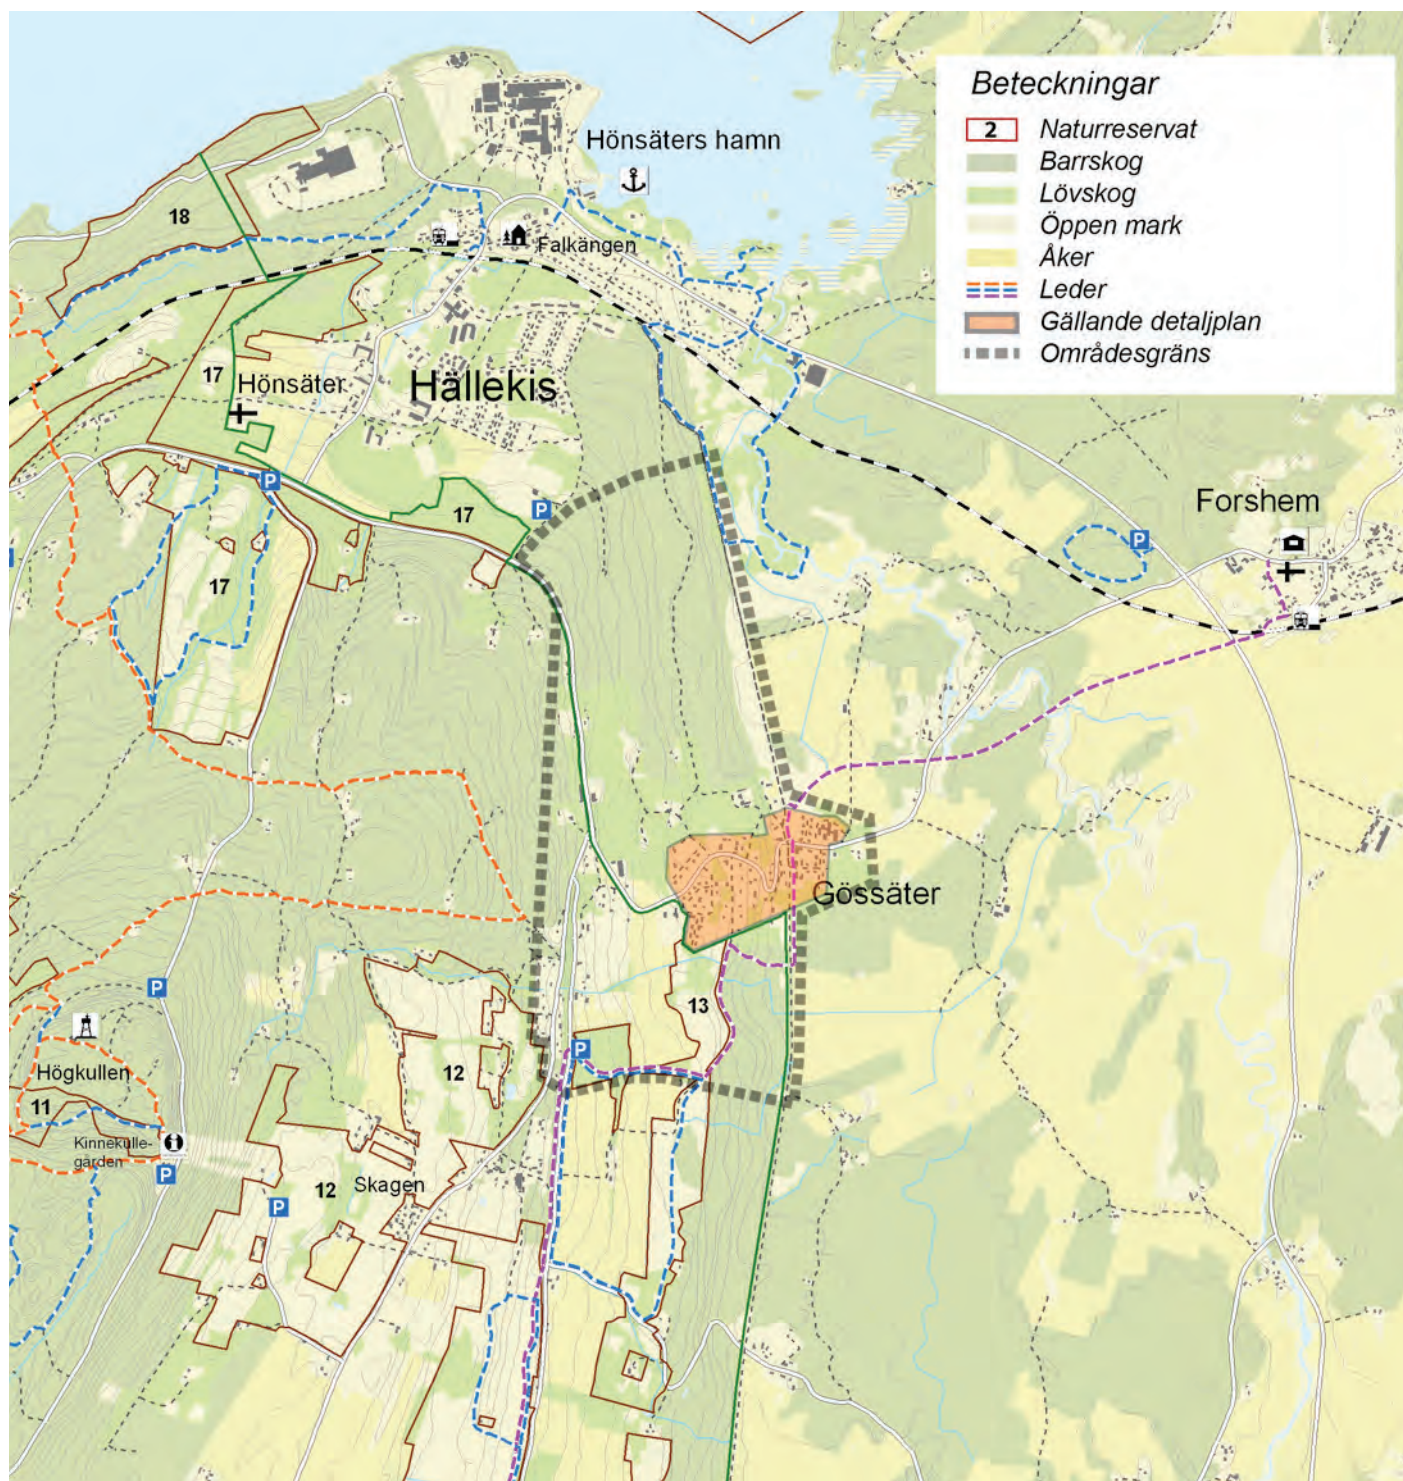 Beteckningar
2 Naturreservat
Barrskog
Lövskog
Öppen mark
Åker
Leder
Gällande detaljplan
Områdesgräns
Hönsäters hamn
18
Falkängen
17
Hönsäter
Hällekis
P
17
P
Forshem
P
17
P
Gössäter
P
13
P
Högkullen
12
11
Kinnekulle-
gården
P
12
Skagen
P